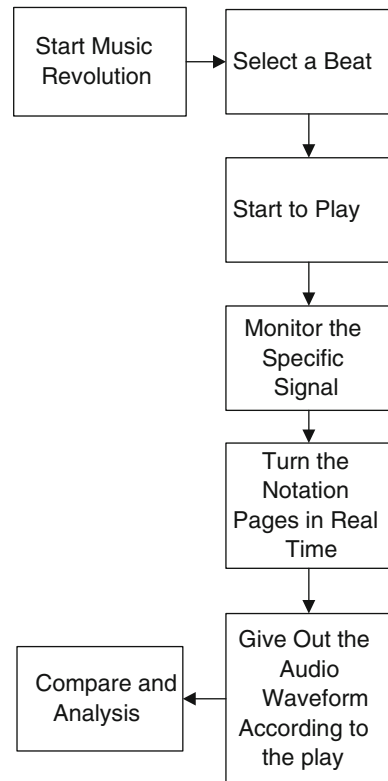 Start Music
Revolution
Select a Beat
Start to Play
Monitor the
Specific
Signal
Turn the
Notation
Pages in Real
Time
Give Out the
Audio
Waveform
According to
the play
Compare and
Analysis